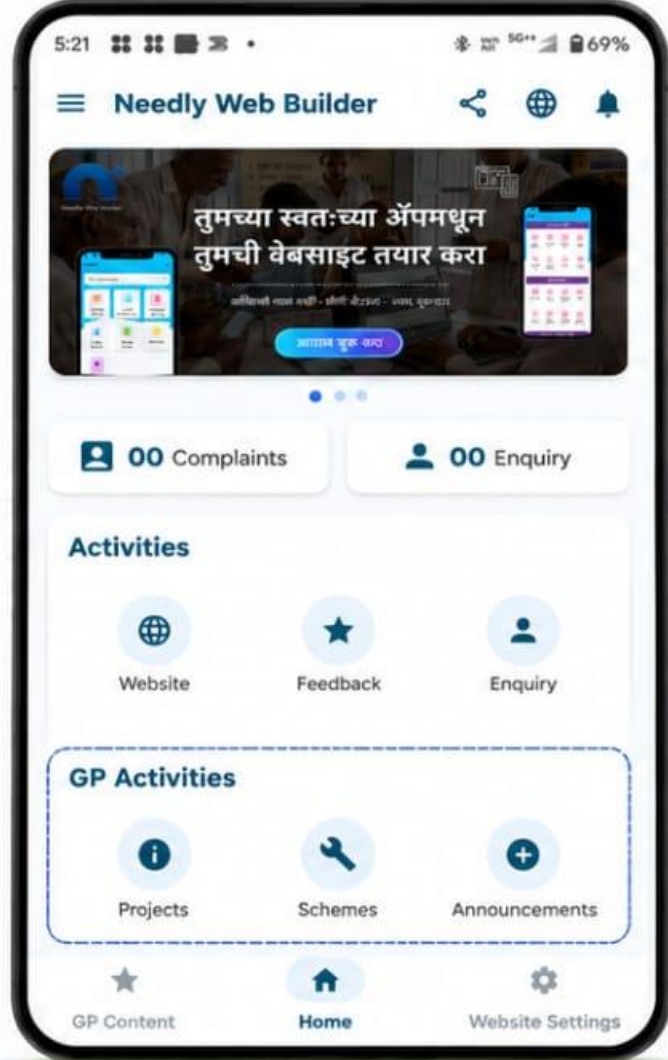 5:21
5G++ 69%
Needly Web Builder
तुमच्या स्वतःच्या ॲपमधून
तुमची वेबसाइट तयार करा
00 Complaints
00 Enquiry
Activities
Website
Feedback
Enquiry
GP Activities
Projects
Schemes
Announcements
GP Content
Home
Website Settings